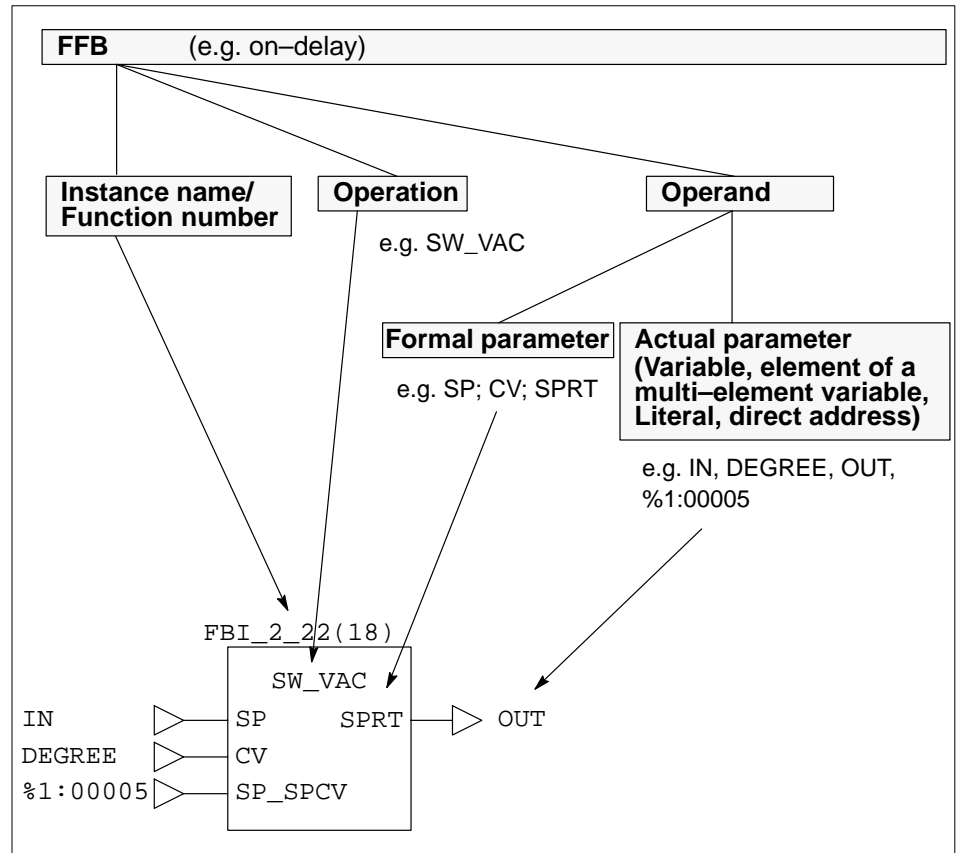 FFB (e.g. on–delay)
Instance name/
Function number
Operation
Operand
e.g. SW_VAC
Formal parameter
e.g. SP; CV; SPRT
Actual parameter
(Variable, element of a
multi–element variable,
Literal, direct address)
e.g. IN, DEGREE, OUT,
%1:00005
FBI_2_22(18)
SW_VAC
IN SP SPRT OUT
DEGREE CV
%1:00005 SP_SPCV